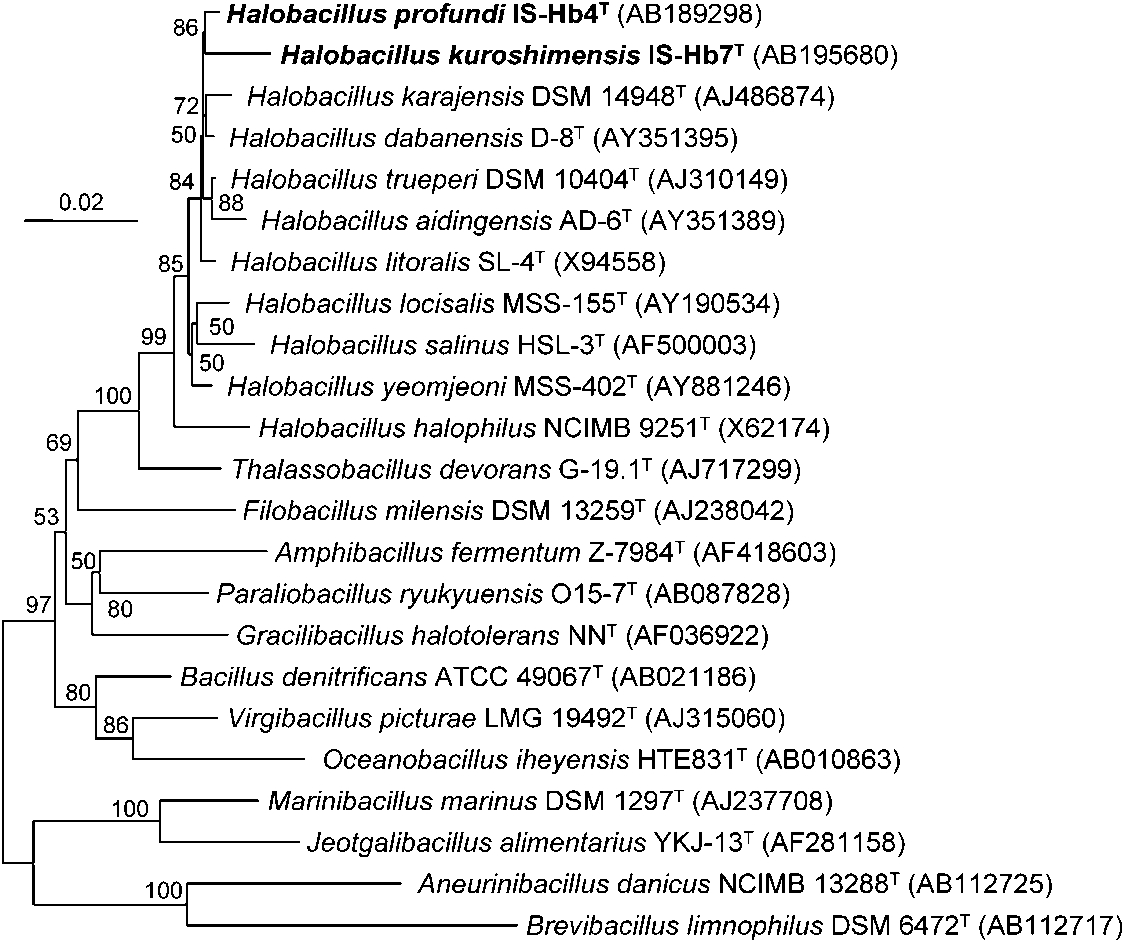 86
Halobacillus profundi IS-Hb4ᵀ (AB189298)
Halobacillus kuroshimensis IS-Hb7ᵀ (AB195680)
72
Halobacillus karajensis DSM 14948ᵀ (AJ486874)
50
Halobacillus dabanensis D-8ᵀ (AY351395)
84
Halobacillus trueperi DSM 10404ᵀ (AJ310149)
0.02
88
Halobacillus aidingensis AD-6ᵀ (AY351389)
85
Halobacillus litoralis SL-4ᵀ (X94558)
Halobacillus locisalis MSS-155ᵀ (AY190534)
50
99
Halobacillus salinus HSL-3ᵀ (AF500003)
50
Halobacillus yeomjeoni MSS-402ᵀ (AY881246)
100
Halobacillus halophilus NCIMB 9251ᵀ (X62174)
69
Thalassobacillus devorans G-19.1ᵀ (AJ717299)
53
Filobacillus milensis DSM 13259ᵀ (AJ238042)
50
Amphibacillus fermentum Z-7984ᵀ (AF418603)
Paraliobacillus ryukyuensis O15-7ᵀ (AB087828)
97
80
Gracilibacillus halotolerans NNᵀ (AF036922)
80
Bacillus denitrificans ATCC 49067ᵀ (AB021186)
86
Virgibacillus picturae LMG 19492ᵀ (AJ315060)
Oceanobacillus iheyensis HTE831ᵀ (AB010863)
100
Marinibacillus marinus DSM 1297ᵀ (AJ237708)
Jeotgalibacillus alimentarius YKJ-13ᵀ (AF281158)
100
Aneurinibacillus danicus NCIMB 13288ᵀ (AB112725)
Brevibacillus limnophilus DSM 6472ᵀ (AB112717)